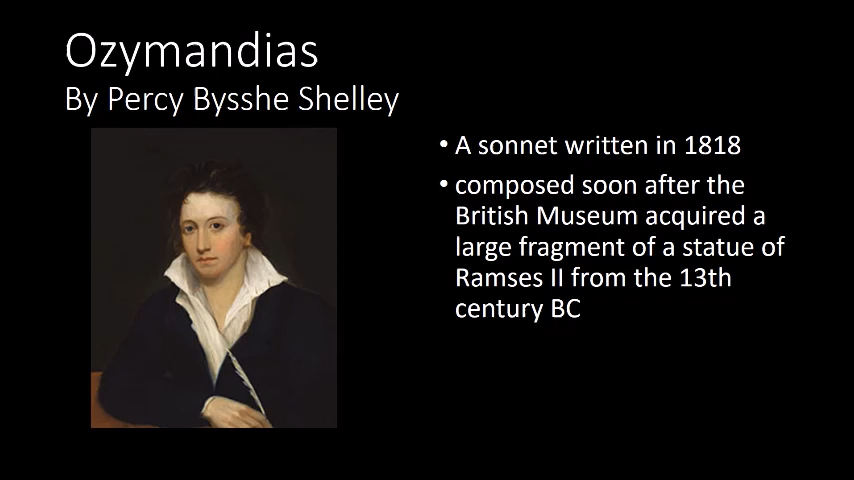 Ozymandias
By Percy Bysshe Shelley
• A sonnet written in 1818
• composed soon after the
British Museum acquired a
large fragment of a statue of
Ramses II from the 13th
century BC